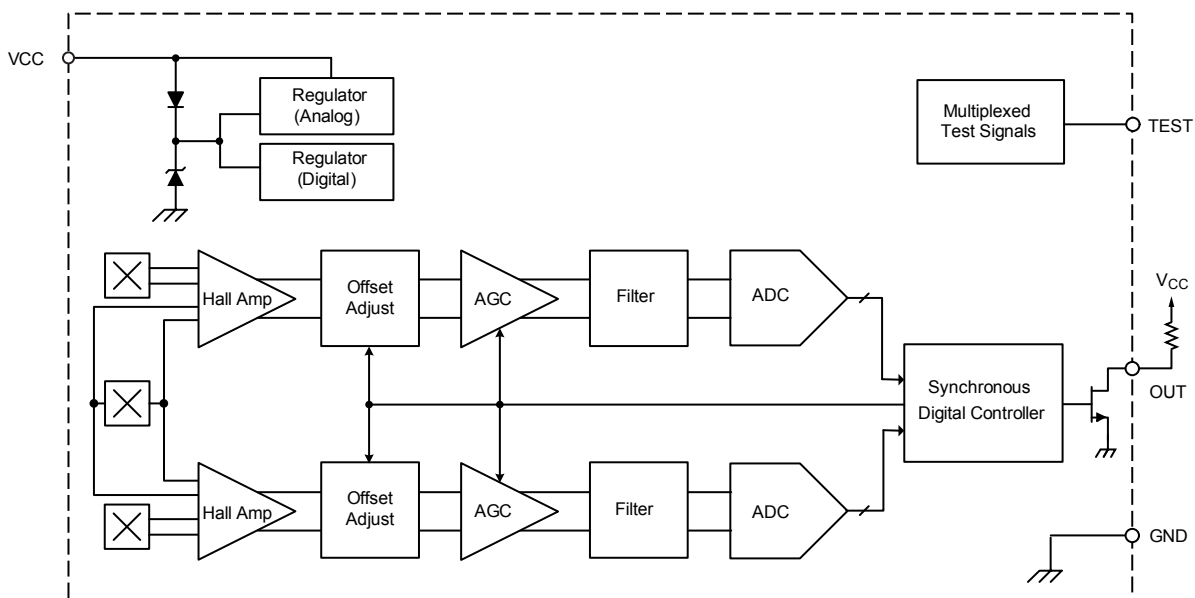 VCC
Regulator
(Analog)
Regulator
(Digital)
Multiplexed
Test Signals
TEST
Hall Amp
Offset
Adjust
AGC
Filter
ADC
VCC
Synchronous
Digital Controller
OUT
Hall Amp
Offset
Adjust
AGC
Filter
ADC
GND